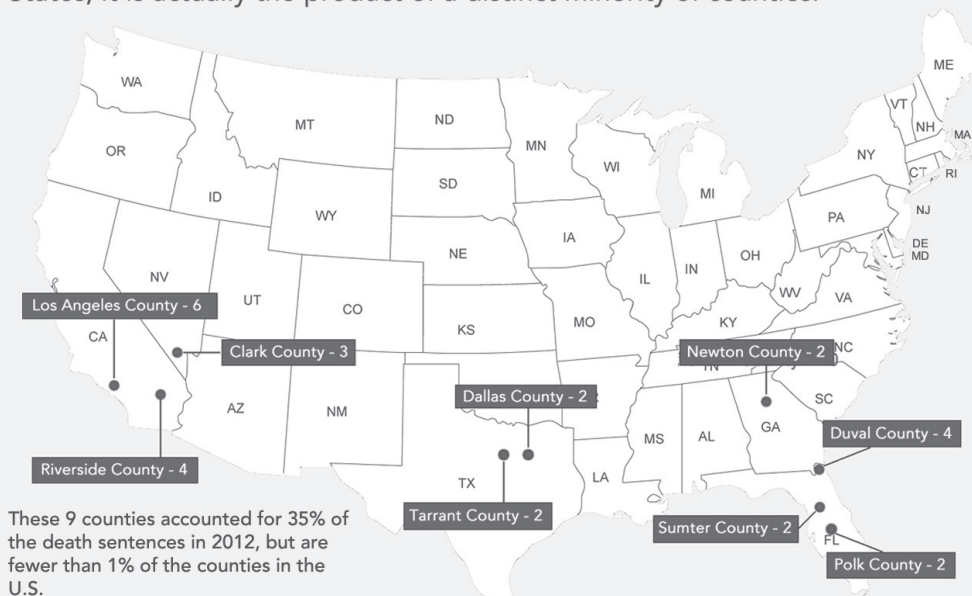 States, it is actually the product of a distinct minority of counties.
WA
OR
ID
MT
WY
NV
UT
CO
CA
AZ
NM
ND
SD
NE
KS
TX
MN
IA
MO
LA
WI
IL
MI
IN
OH
KY
TN
MS
AL
GA
FL
SC
NC
VA
WV
PA
NY
VT
NH
ME
MA
CT
RI
NJ
DE
MD
Los Angeles County - 6
Clark County - 3
Riverside County - 4
Dallas County - 2
Tarrant County - 2
Newton County - 2
Duval County - 4
Sumter County - 2
Polk County - 2
These 9 counties accounted for 35% of
the death sentences in 2012, but are
fewer than 1% of the counties in the
U.S.